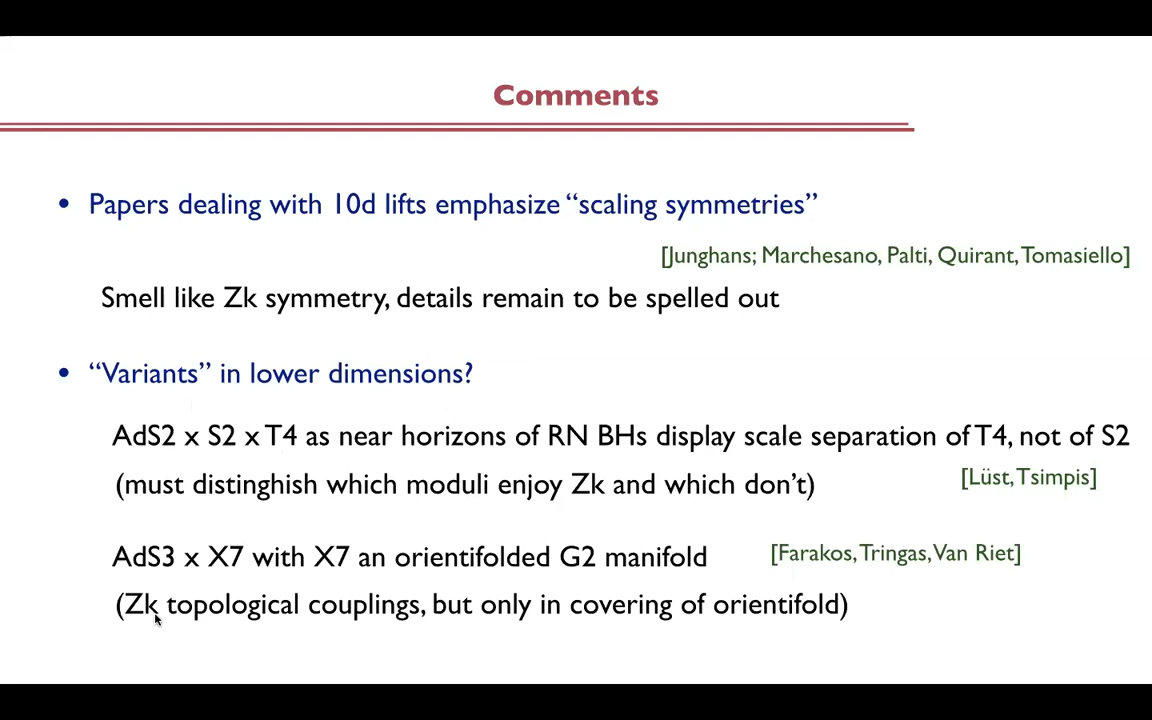 Comments
• Papers dealing with 10d lifts emphasize “scaling symmetries”
[Junghans; Marchesano, Palti, Quirant, Tomasiello]
Smell like Zk symmetry, details remain to be spelled out
• “Variants” in lower dimensions?
AdS2 x S2 x T4 as near horizons of RN BHs display scale separation of T4, not of S2
(must distinghish which moduli enjoy Zk and which don’t)
[Lüst, Tsimpis]
AdS3 x X7 with X7 an orientifolded G2 manifold
[Farakos, Tringas, Van Riet]
(Zk topological couplings, but only in covering of orientifold)